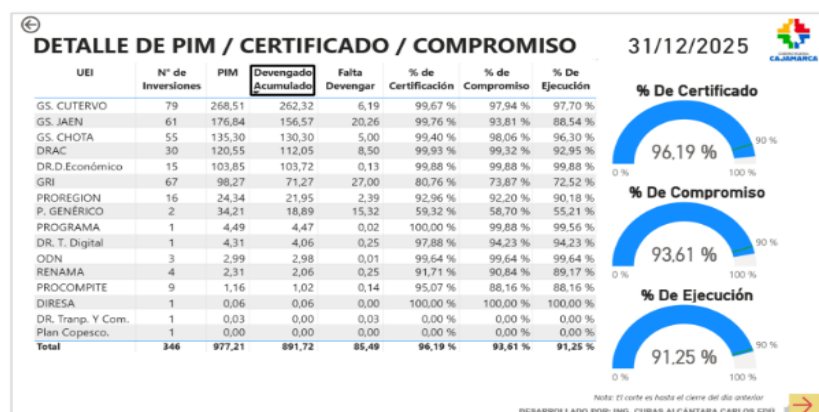 DETALLE DE PIM / CERTIFICADO / COMPROMISO
31/12/2025
CAJAMARCA
UEI N° de Inversiones PIM Devengado Acumulado Falta Devengar % de Certificación % de Compromiso % De Ejecución
GS. CUTERVO 79 268,51 262,32 6,19 99,67 % 97,94 % 97,70 %
GS. JAEN 61 176,84 156,57 20,26 99,76 % 93,81 % 88,54 %
GS. CHOTA 55 135,30 130,30 5,00 99,40 % 98,06 % 96,30 %
DRAC 30 120,55 112,05 8,50 99,93 % 99,32 % 92,95 %
DR.D.Económico 15 103,85 103,72 0,13 99,88 % 99,88 % 99,88 %
GRI 67 98,27 71,27 27,00 80,76 % 73,87 % 72,52 %
PROREGION 16 24,34 21,95 2,39 92,96 % 92,20 % 90,18 %
P. GENÉRICO 2 34,21 18,89 15,32 59,32 % 58,70 % 55,21 %
PROGRAMA 1 4,49 4,47 0,02 100,00 % 99,88 % 99,56 %
DR. T. Digital 1 4,31 4,06 0,25 97,88 % 94,23 % 94,23 %
ODN 3 2,99 2,98 0,01 99,64 % 99,64 % 99,64 %
RENAMA 4 2,31 2,06 0,25 91,71 % 90,84 % 89,17 %
PROCOMPITE 9 1,16 1,02 0,14 95,07 % 88,16 % 88,16 %
DIRESA 1 0,06 0,06 0,00 100,00 % 100,00 % 100,00 %
DR. Tranp. Y Com. 1 0,03 0,00 0,03 0,00 % 0,00 % 0,00 %
Plan Copesco. 1 0,00 0,00 0,00 0,00 % 0,00 % 0,00 %
Total 346 977,21 891,72 85,49 96,19 % 93,61 % 91,25 %
% De Certificado
90 %
96,19 %
0 % 100 %
% De Compromiso
90 %
93,61 %
0 % 100 %
% De Ejecución
90 %
91,25 %
0 % 100 %
Nota: El corte es hasta el cierre del dia anterior
DESARROLLADO POR: ING. CUBAS ALCÁNTARA CARLOS